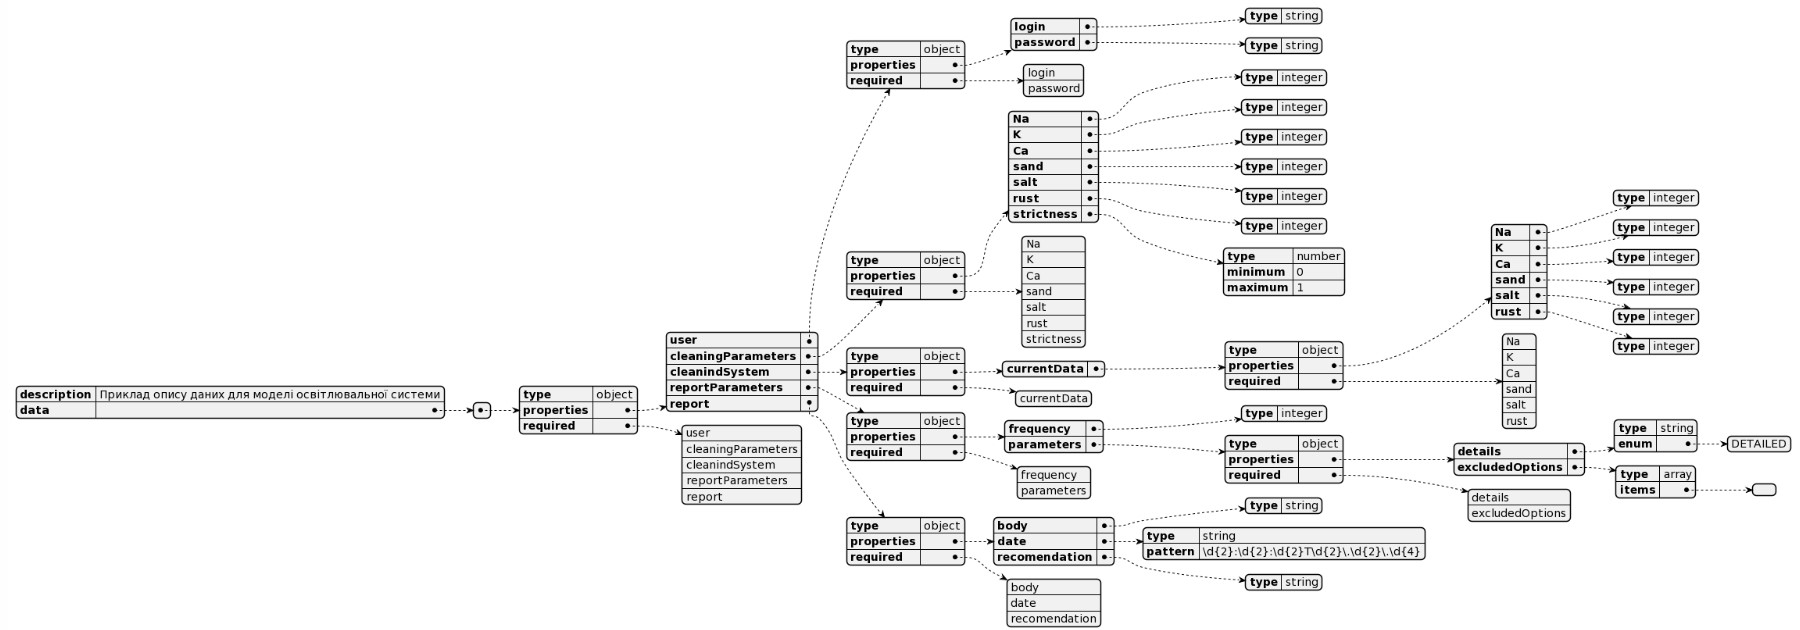 description Приклад опису даних для моделі освітлювальної системи
data
type object
properties
required
user
cleaningParameters
cleanindSystem
reportParameters
report
user
cleaningParameters
cleanindSystem
reportParameters
report
type object
properties
required
login
password
type string
type string
login
password
type object
properties
required
Na
K
Ca
sand
salt
rust
strictness
type integer
type integer
type integer
type integer
type integer
type integer
type number
minimum 0
maximum 1
Na
K
Ca
sand
salt
rust
strictness
type object
properties
required
currentData
currentData
type object
properties
required
Na
K
Ca
sand
salt
rust
type integer
type integer
type integer
type integer
type integer
type integer
Na
K
Ca
sand
salt
rust
type object
properties
required
frequency
parameters
type integer
frequency
parameters
type object
properties
required
details
excludedOptions
type string
enum
DETAILED
type array
items
details
excludedOptions
type object
properties
required
body
date
recomendation
type string
type string
pattern \d{2}:\d{2}:\d{2}T\d{2}\.\d{2}\.\d{4}
type string
body
date
recomendation